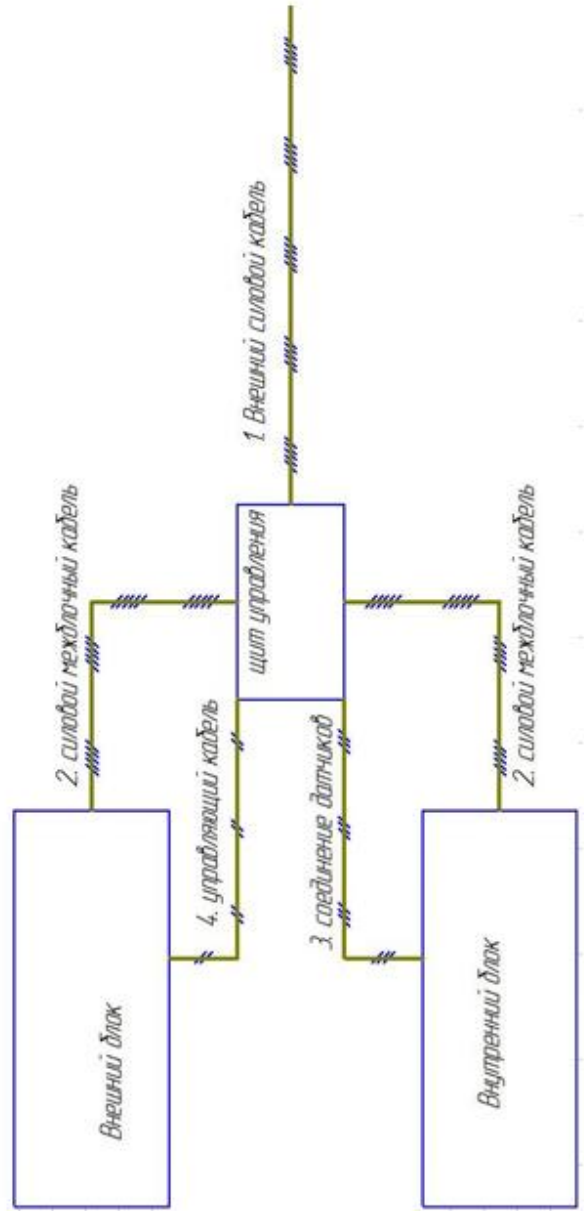 Внешний блок
2. силовой межблочный кабель
4. управляющий кабель
щит управления
1 Внешний силовой кабель
3. соединение датчиков
Внутренний блок
2. силовой межблочный кабель